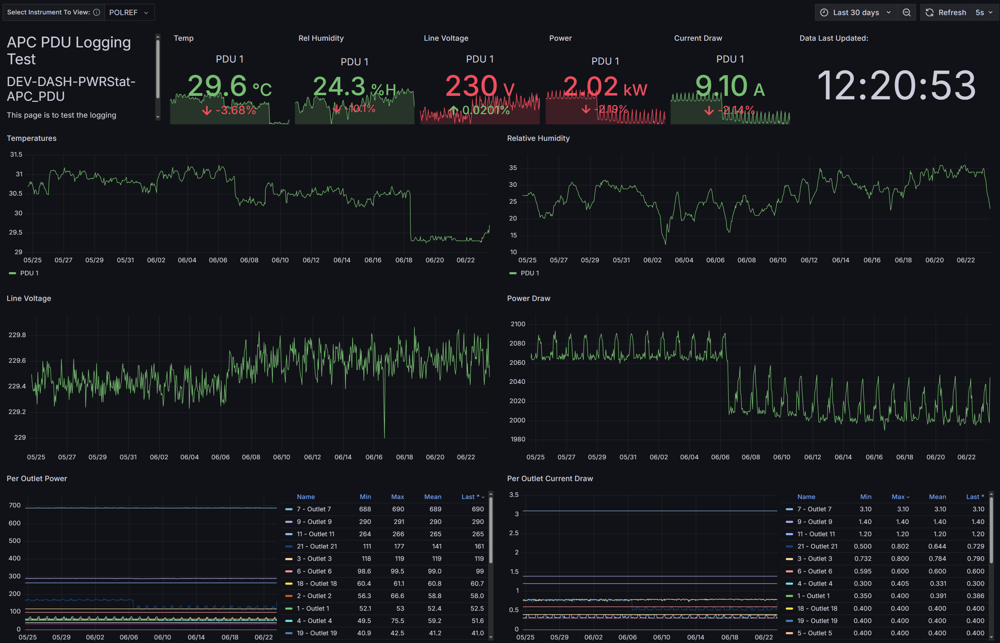 Select Instrument To View: POLREF
Last 30 days Refresh 5s
APC PDU Logging
Test
DEV-DASH-PWRStat-
APC_PDU
This page is to test the logging
Temp
PDU 1
29.6 °C
-3.68%
Rel Humidity
PDU 1
24.3 %H
-10.1%
Line Voltage
PDU 1
230 V
0.0201%
Power
PDU 1
2.02 kW
-2.19%
Current Draw
PDU 1
9.10 A
-2.14%
Data Last Updated:
12:20:53
Temperatures
31.5
31
30.5
30
29.5
29
05/25 05/27 05/29 05/31 06/02 06/04 06/06 06/08 06/10 06/12 06/14 06/16 06/18 06/20 06/22
PDU 1
Relative Humidity
35
30
25
20
15
10
05/25 05/27 05/29 05/31 06/02 06/04 06/06 06/08 06/10 06/12 06/14 06/16 06/18 06/20 06/22
PDU 1
Line Voltage
229.8
229.6
229.4
229.2
229
05/25 05/27 05/29 05/31 06/02 06/04 06/06 06/08 06/10 06/12 06/14 06/16 06/18 06/20 06/22
Power Draw
2100
2080
2060
2040
2020
2000
1980
05/25 05/27 05/29 05/31 06/02 06/04 06/06 06/08 06/10 06/12 06/14 06/16 06/18 06/20 06/22
Per Outlet Power
700
600
500
400
300
200
100
0
05/25 05/29 06/02 06/06 06/10 06/14 06/18 06/22
Name Min Max Mean Last *
7 - Outlet 7 688 690 689 690
9 - Outlet 9 290 291 290 290
11 - Outlet 11 264 266 265 265
21 - Outlet 21 111 177 141 161
3 - Outlet 3 118 119 119 119
6 - Outlet 6 98.6 99.5 99.0 99
18 - Outlet 18 60.4 61.1 60.8 60.7
2 - Outlet 2 56.3 66.6 58.8 58.0
1 - Outlet 1 52.1 53 52.4 52.5
4 - Outlet 4 49.5 75.5 59.2 51.6
19 - Outlet 19 40.9 42.5 41.2 41.0
Per Outlet Current Draw
3.5
3
2.5
2
1.5
1
0.5
0
05/25 05/29 06/02 06/06 06/10 06/14 06/18 06/22
Name Min Max Mean Last *
7 - Outlet 7 3.10 3.10 3.10 3.10
9 - Outlet 9 1.40 1.40 1.40 1.40
11 - Outlet 11 1.20 1.20 1.20 1.20
21 - Outlet 21 0.500 0.802 0.644 0.729
3 - Outlet 3 0.732 0.800 0.784 0.790
6 - Outlet 6 0.595 0.600 0.600 0.600
4 - Outlet 4 0.300 0.405 0.331 0.300
1 - Outlet 1 0.350 0.400 0.391 0.386
18 - Outlet 18 0.400 0.400 0.400 0.400
19 - Outlet 19 0.400 0.400 0.400 0.400
5 - Outlet 5 0.400 0.400 0.400 0.400